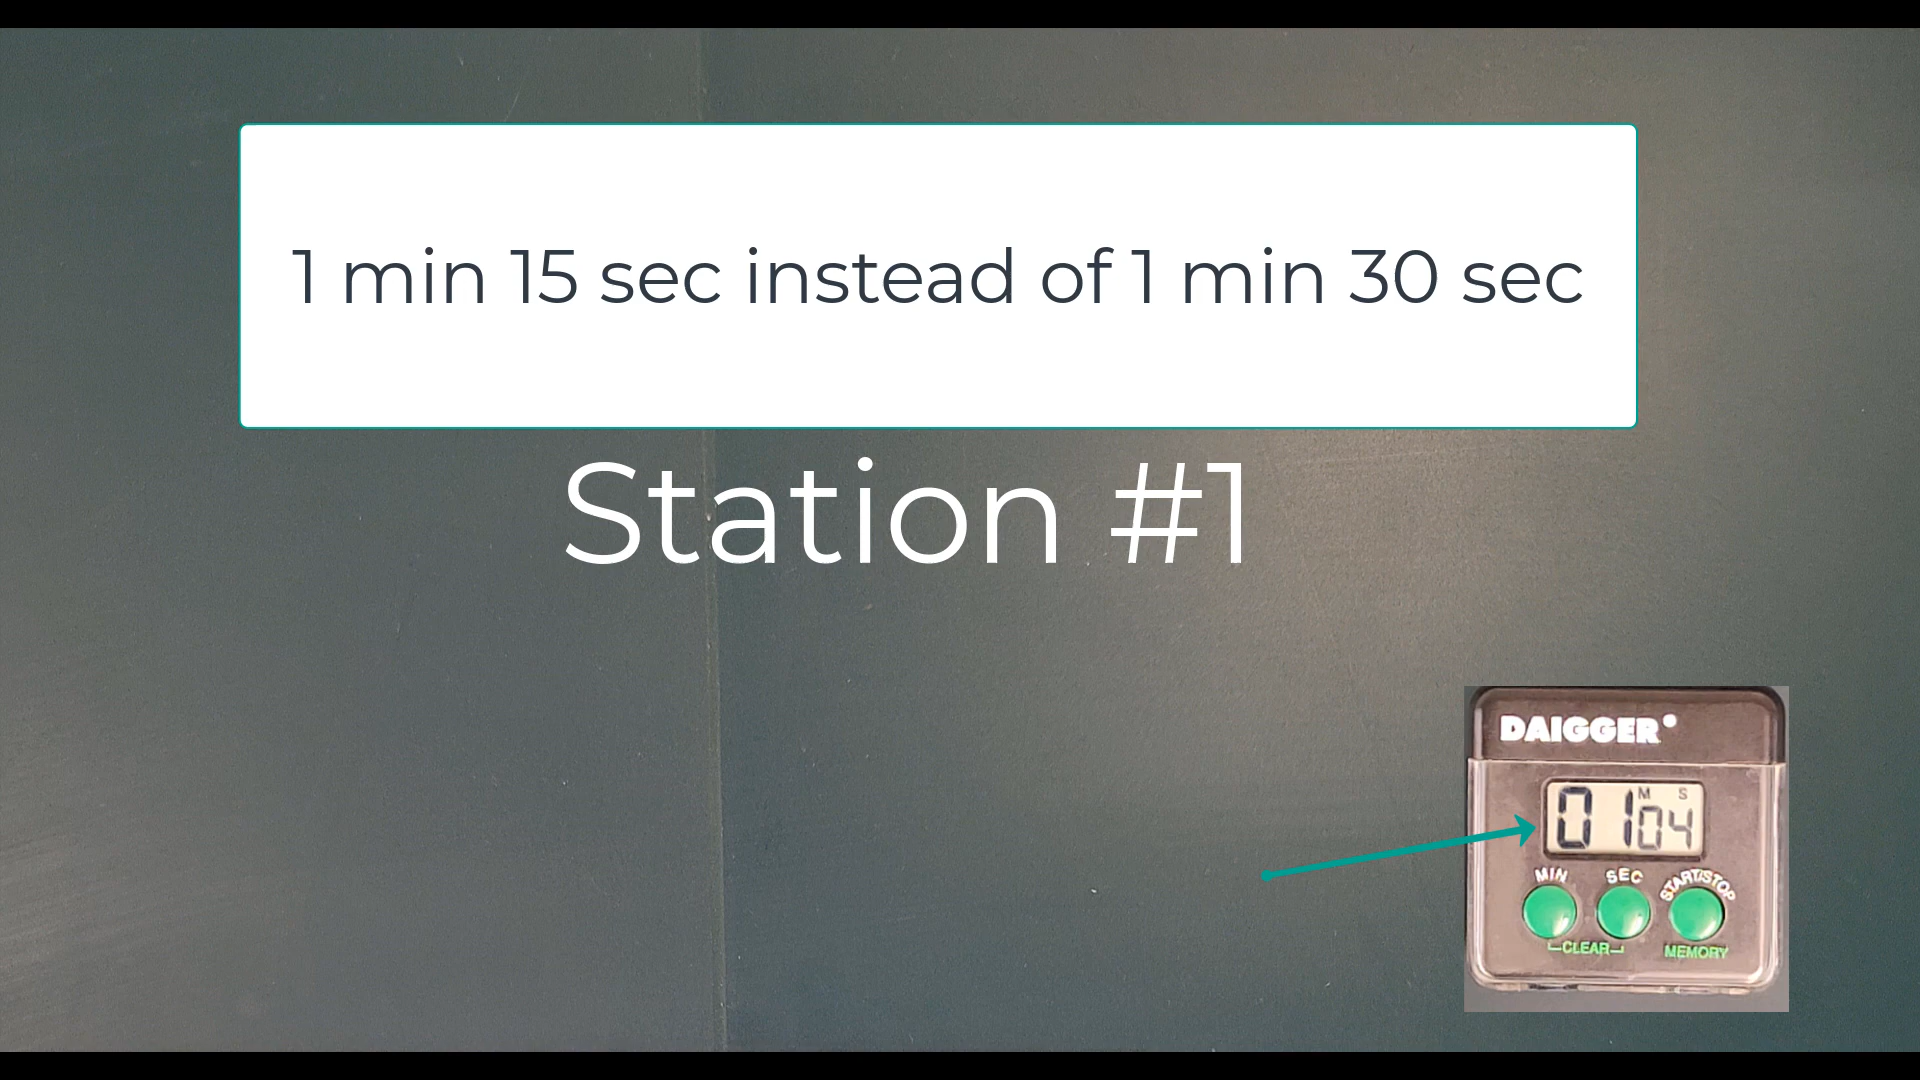 1 min 15 sec instead of 1 min 30 sec
Station #1
DAIGGER®
M S
01 04
MIN SEC START/STOP
CLEAR MEMORY